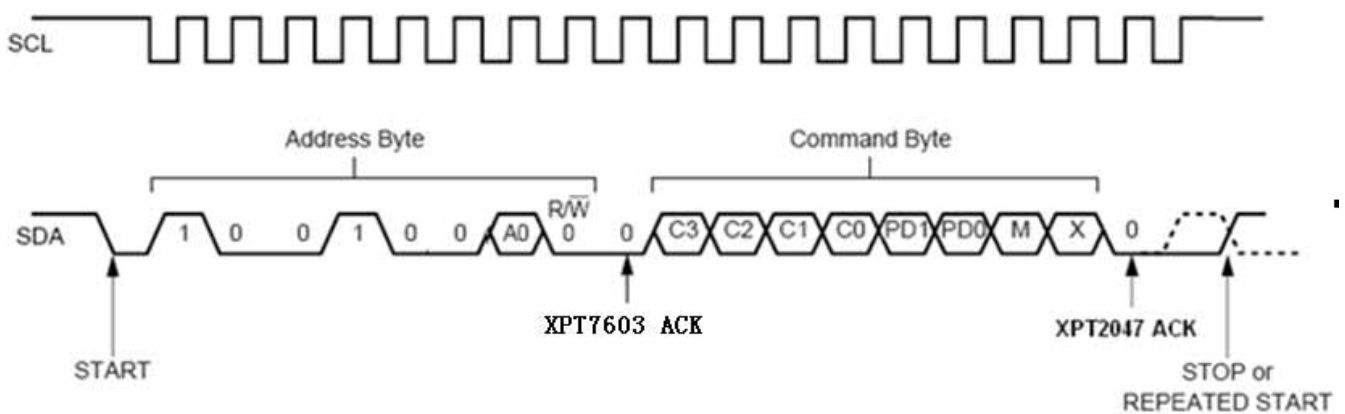 SCL
Address Byte
Command Byte
R/W̅
SDA
1 0 0 1 0 0 A0 0 0 C3 C2 C1 C0 PD1 PD0 M X 0
XPT7603 ACK
XPT2047 ACK
START
STOP or
REPEATED START